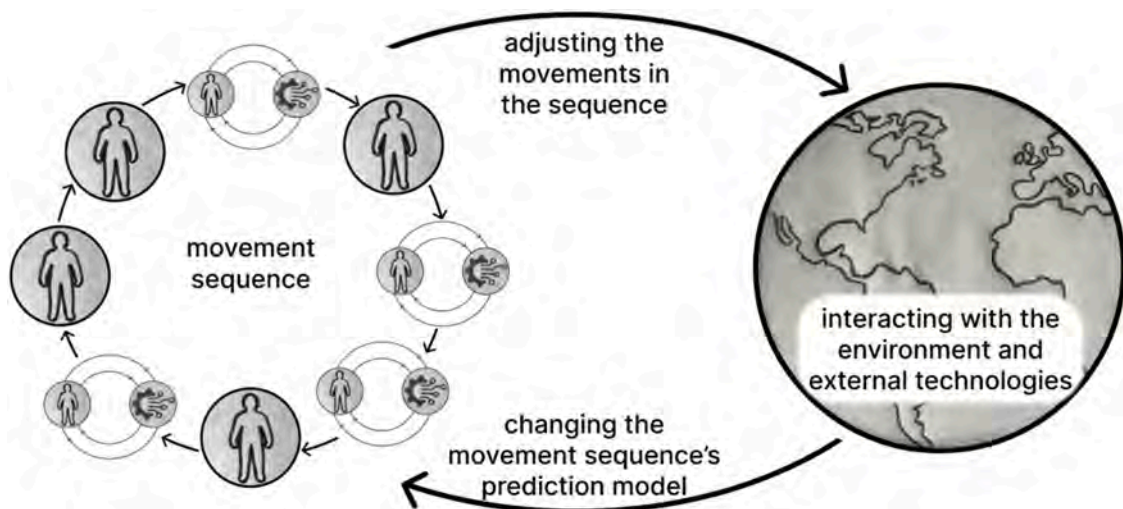 adjusting the
movements in
the sequence
movement
sequence
interacting with the
environment and
external technologies
changing the
movement sequence's
prediction model